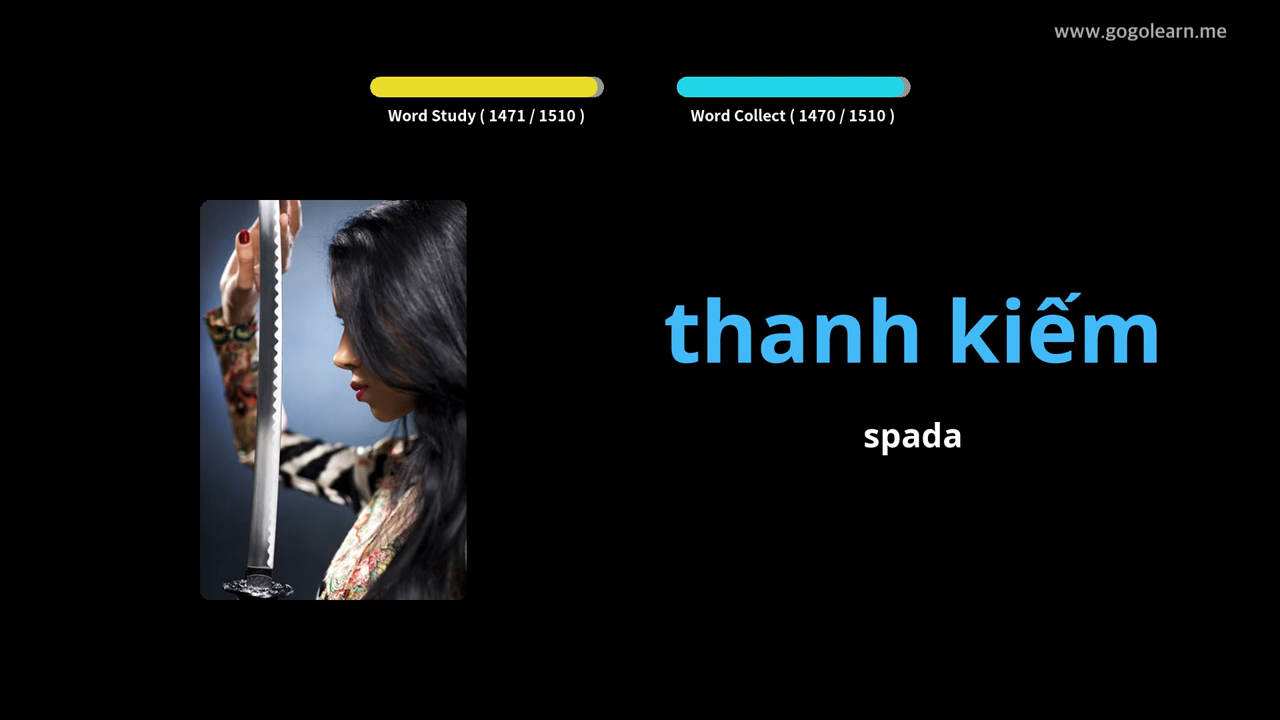 www.gogolearn.me
Word Study ( 1471 / 1510 )
Word Collect ( 1470 / 1510 )
thanh kiếm
spada